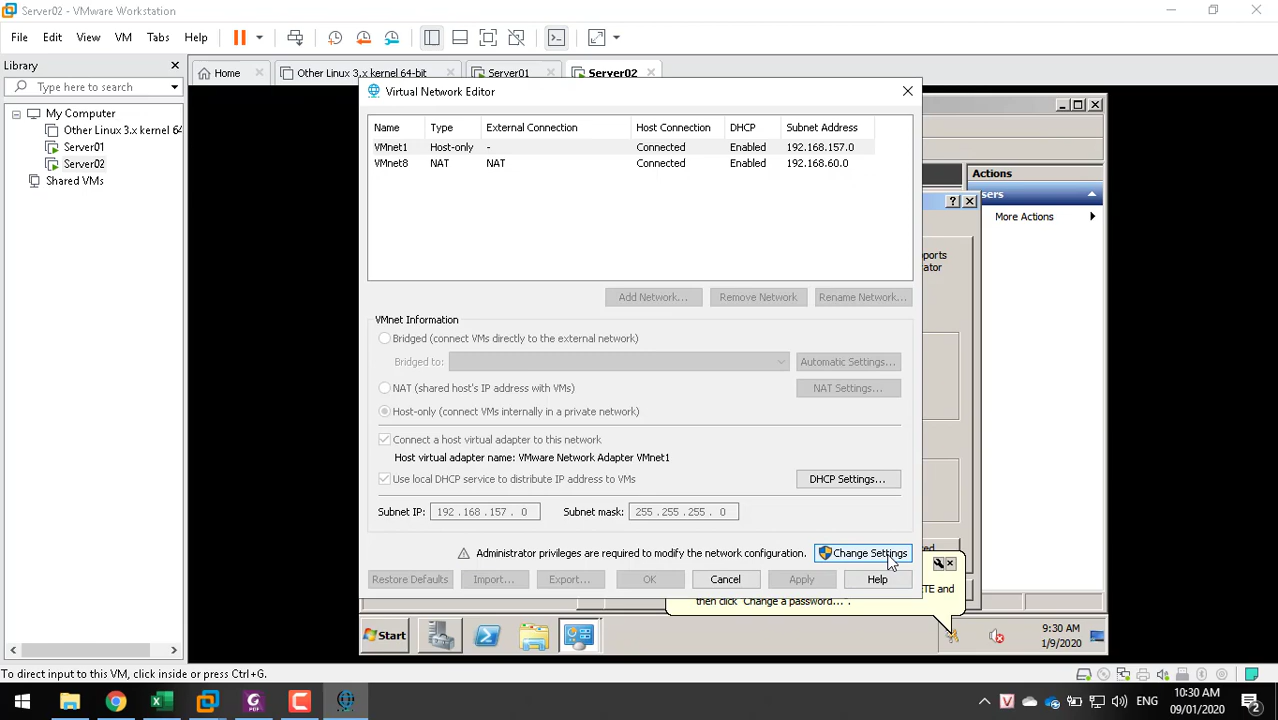 Server02 - VMware Workstation
File Edit View VM Tabs Help
Library
Type here to search
Home
Other Linux 3.x kernel 64-bit
Server01
Server02
My Computer
Other Linux 3.x kernel 64
Server01
Server02
Shared VMs
Virtual Network Editor
Name Type External Connection Host Connection DHCP Subnet Address
VMnet1 Host-only - Connected Enabled 192.168.157.0
VMnet8 NAT NAT Connected Enabled 192.168.60.0
Add Network... Remove Network Rename Network...
VMnet Information
Bridged (connect VMs directly to the external network)
Bridged to: Automatic Settings...
NAT (shared host's IP address with VMs) NAT Settings...
Host-only (connect VMs internally in a private network)
Connect a host virtual adapter to this network
Host virtual adapter name: VMware Network Adapter VMnet1
Use local DHCP service to distribute IP address to VMs DHCP Settings...
Subnet IP: 192 . 168 . 157 . 0 Subnet mask: 255 . 255 . 255 . 0
Administrator privileges are required to modify the network configuration. Change Settings
Restore Defaults Import... Export... OK Cancel Apply Help
Actions
sers
More Actions
ports
ator
ed
TE and
then click 'Change a password...'.
Start
9:30 AM
1/9/2020
To direct input to this VM, click inside or press Ctrl+G.
PDF
ENG
10:30 AM
09/01/2020
2